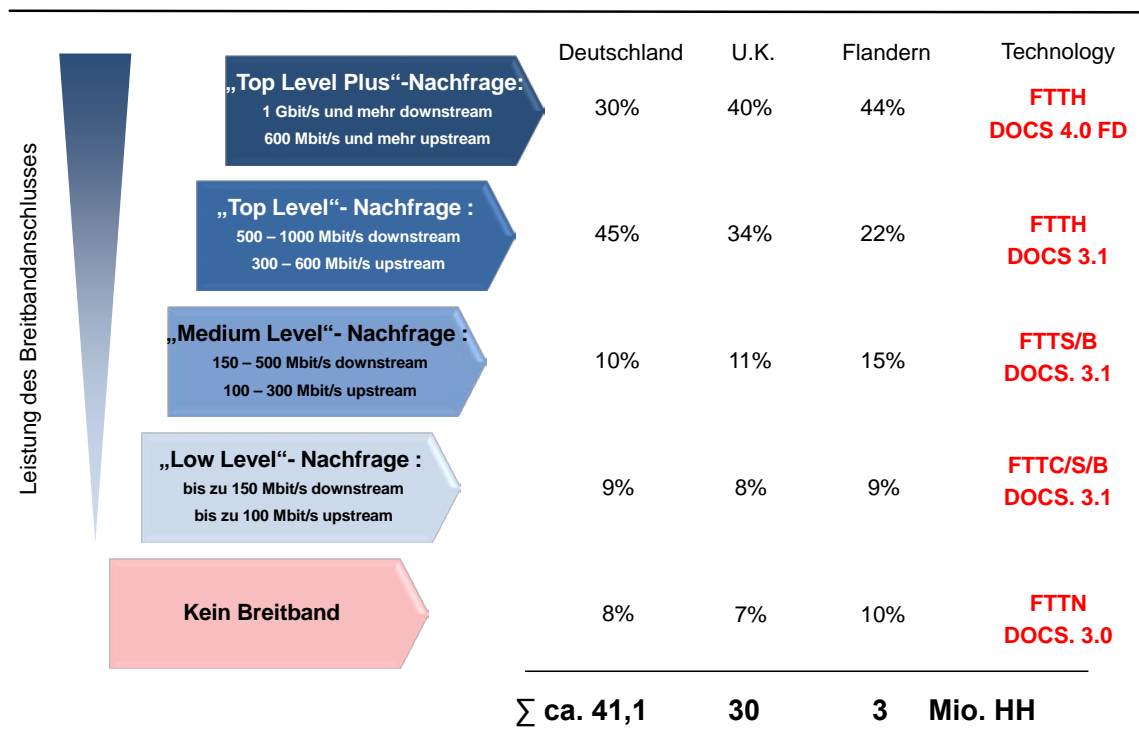 Deutschland U.K. Flandern Technology
„Top Level Plus“-Nachfrage:
1 Gbit/s und mehr downstream
600 Mbit/s und mehr upstream
30% 40% 44%
FTTH
DOCS 4.0 FD
„Top Level“- Nachfrage :
500 – 1000 Mbit/s downstream
300 – 600 Mbit/s upstream
45% 34% 22%
FTTH
DOCS 3.1
„Medium Level“- Nachfrage :
150 – 500 Mbit/s downstream
100 – 300 Mbit/s upstream
10% 11% 15%
FTTS/B
DOCS. 3.1
„Low Level“- Nachfrage :
bis zu 150 Mbit/s downstream
bis zu 100 Mbit/s upstream
9% 8% 9%
FTTC/S/B
DOCS. 3.1
Kein Breitband
8% 7% 10%
FTTN
DOCS. 3.0
∑ ca. 41,1 30 3 Mio. HH
Leistung des Breitbandanschlusses